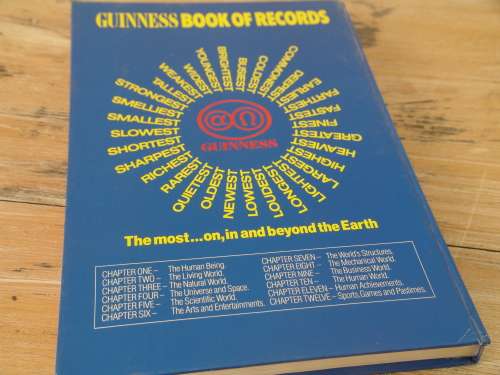 GUINNESS BOOK OF RECORDS
BRIGHTEST
BUSIEST
COLDEST
COMMONEST
DEEPEST
EARLIEST
FARTHEST
FASTEST
FINEST
GREATEST
HEAVIEST
HIGHEST
LARGEST
LIGHTEST
LONGEST
LOUDEST
LOWEST
NEWEST
OLDEST
QUIETEST
RAREST
RICHEST
SHARPEST
SHORTEST
SLOWEST
SMALLEST
SMELLIEST
STRONGEST
TALLEST
WEAKEST
WIDEST
YOUNGEST
@Ω
GUINNESS
The most...on, in and beyond the Earth
CHAPTER ONE – The Human Being.
CHAPTER TWO – The Living World.
CHAPTER THREE – The Natural World.
CHAPTER FOUR – The Universe and Space.
CHAPTER FIVE – The Scientific World.
CHAPTER SIX – The Arts and Entertainments.
CHAPTER SEVEN – The World's Structures.
CHAPTER EIGHT – The Mechanical World.
CHAPTER NINE – The Business World.
CHAPTER TEN – The Human World.
CHAPTER ELEVEN – Human Achievements.
CHAPTER TWELVE – Sports, Games and Pastimes.